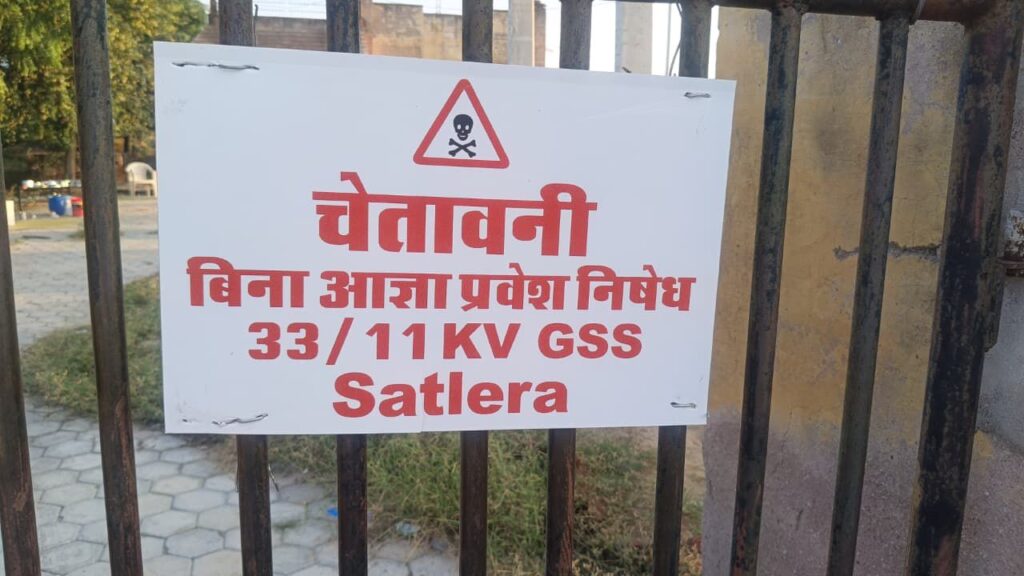 चेतावनी
बिना आज्ञा प्रवेश निषेध
33/11 KV GSS
Satlera